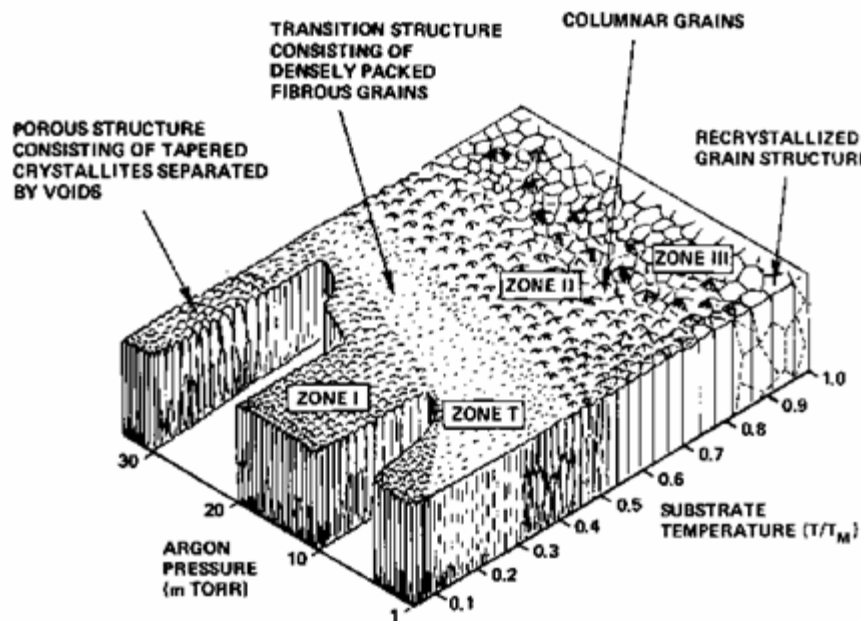 TRANSITION STRUCTURE
CONSISTING OF
DENSELY PACKED
FIBROUS GRAINS
COLUMNAR GRAINS
POROUS STRUCTURE
CONSISTING OF TAPERED
CRYSTALLITES SEPARATED
BY VOIDS
RECRYSTALLIZED
GRAIN STRUCTURE
ZONE III
ZONE II
ZONE I
ZONE T
1.0
0.9
0.8
0.7
0.6
0.5
0.4
0.3
0.2
0.1
SUBSTRATE
TEMPERATURE (T/TM)
30
20
10
1
ARGON
PRESSURE
(m TORR)